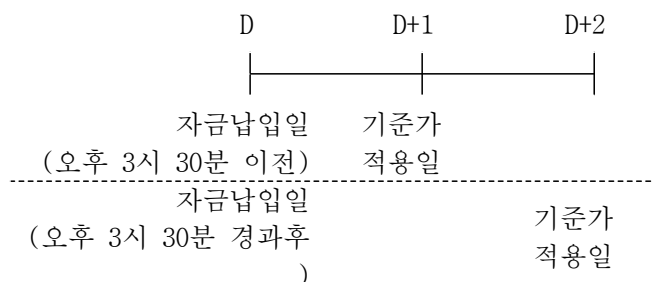 D D+1 D+2
자금납입일 기준가
(오후 3시 30분 이전) 적용일
자금납입일
(오후 3시 30분 경과후
)
기준가
적용일